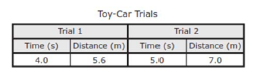 Toy-Car Trials
Trial 1 Trial 2
Time (s) Distance (m) Time (s) Distance (m)
4.0 5.6 5.0 7.0